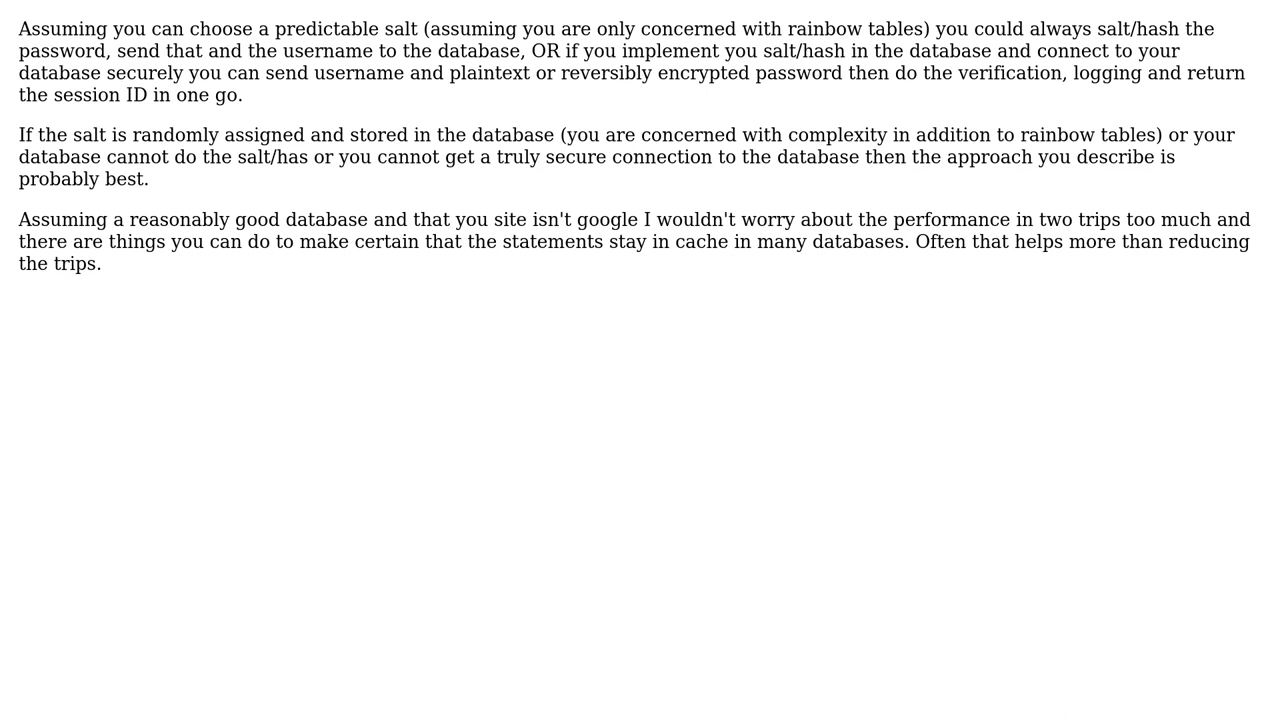 Assuming you can choose a predictable salt (assuming you are only concerned with rainbow tables) you could always salt/hash the
password, send that and the username to the database, OR if you implement you salt/hash in the database and connect to your
database securely you can send username and plaintext or reversibly encrypted password then do the verification, logging and return
the session ID in one go.
If the salt is randomly assigned and stored in the database (you are concerned with complexity in addition to rainbow tables) or your
database cannot do the salt/has or you cannot get a truly secure connection to the database then the approach you describe is
probably best.
Assuming a reasonably good database and that you site isn't google I wouldn't worry about the performance in two trips too much and
there are things you can do to make certain that the statements stay in cache in many databases. Often that helps more than reducing
the trips.